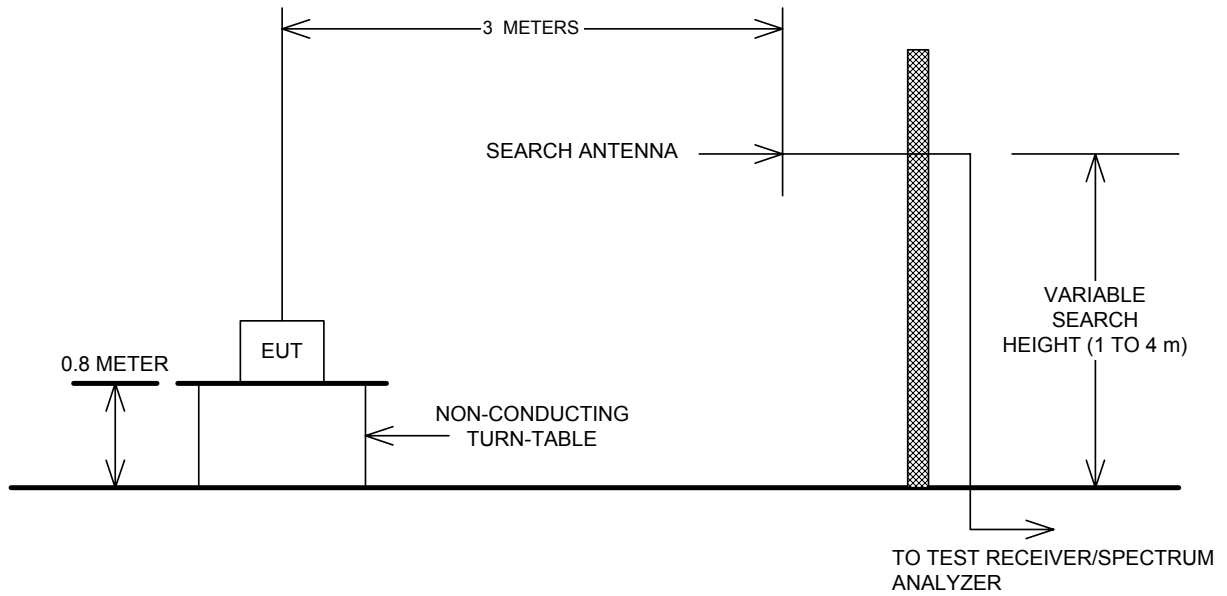 3 METERS
SEARCH ANTENNA
EUT
0.8 METER
NON-CONDUCTING
TURN-TABLE
VARIABLE
SEARCH
HEIGHT (1 TO 4 m)
TO TEST RECEIVER/SPECTRUM
ANALYZER